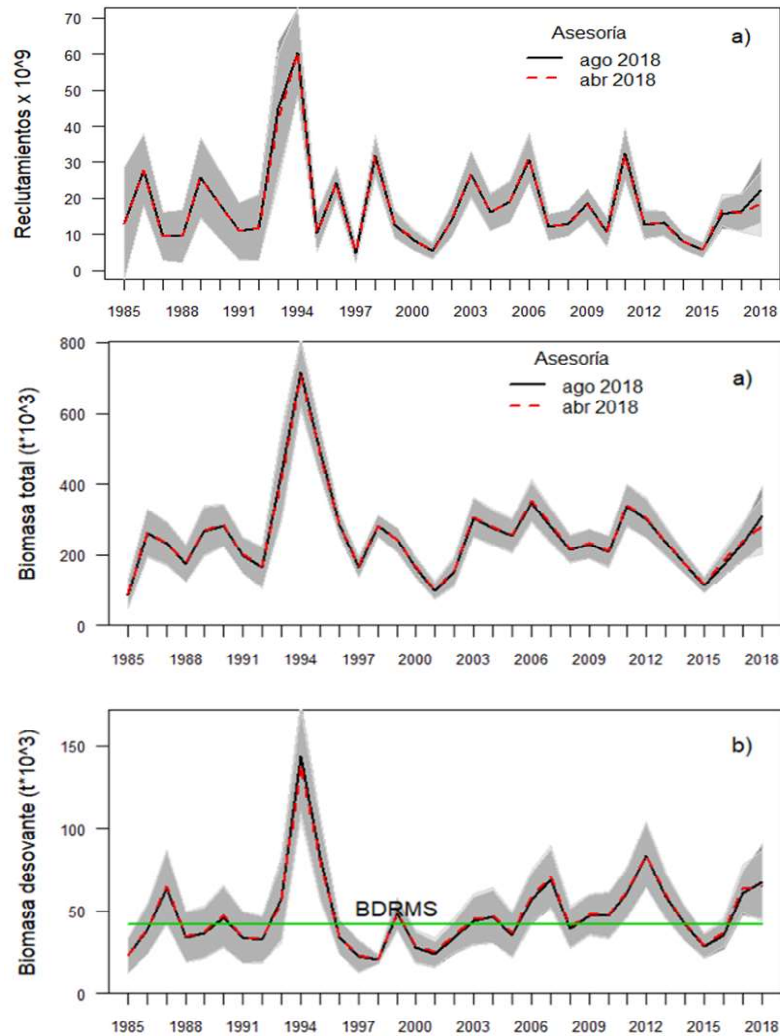 70
60
50
40
30
20
10
0
Reclutamientos x 10^9
Asesoría
ago 2018
abr 2018
a)
1985 1988 1991 1994 1997 2000 2003 2006 2009 2012 2015 2018
800
600
400
200
0
Biomasa total (t*10^3)
Asesoría
ago 2018
abr 2018
a)
1985 1988 1991 1994 1997 2000 2003 2006 2009 2012 2015 2018
150
100
50
0
Biomasa desovante (t*10^3)
b)
BDRMS
1985 1988 1991 1994 1997 2000 2003 2006 2009 2012 2015 2018